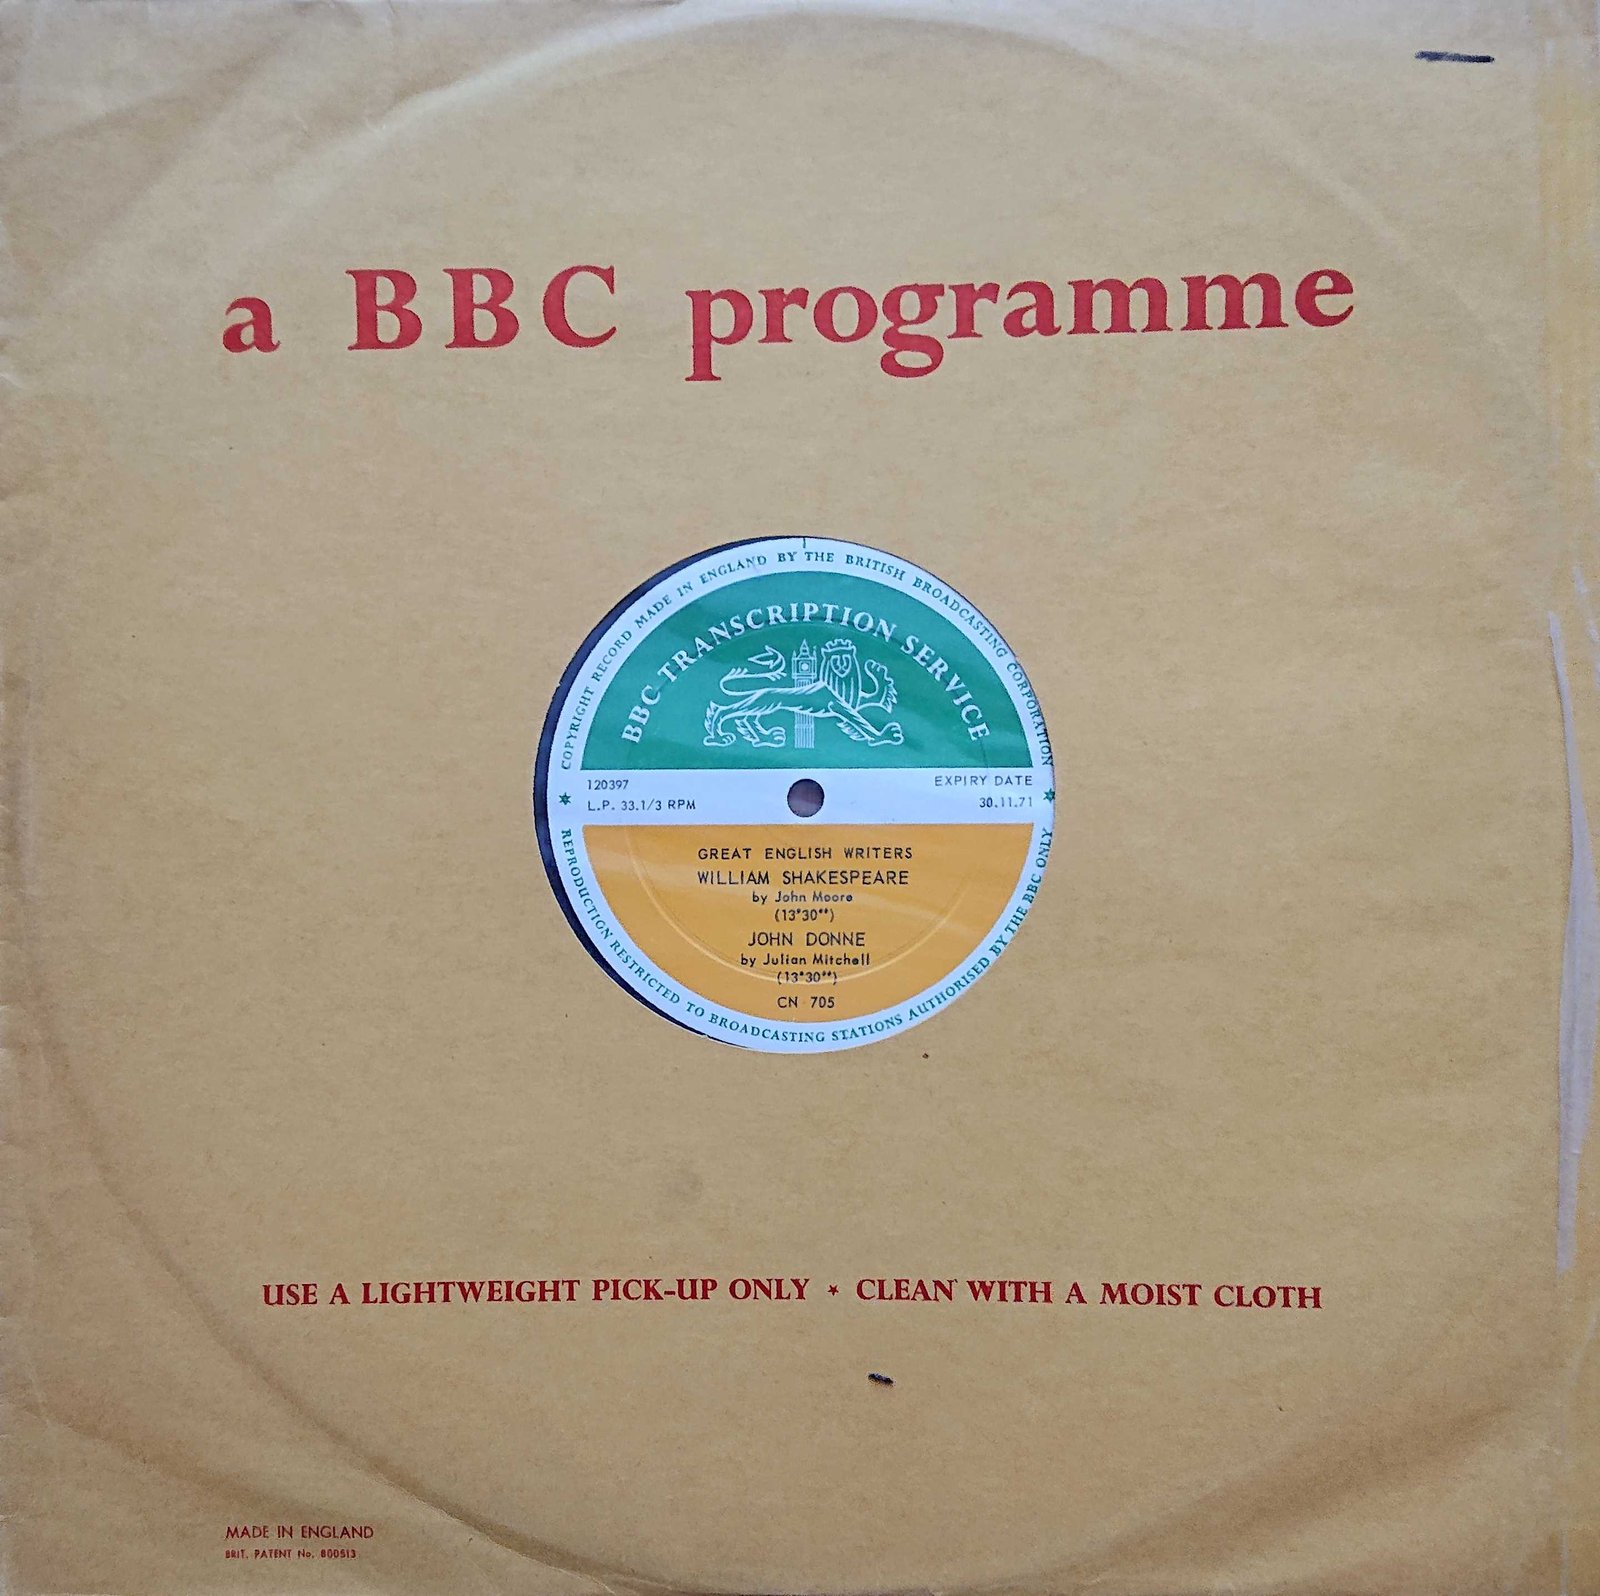 a BBC programme
COPYRIGHT RECORD MADE IN ENGLAND BY THE BRITISH BROADCASTING CORPORATION
BBC TRANSCRIPTION SERVICE
120397
EXPIRY DATE
L.P. 33.1/3 RPM
30.11.71
GREAT ENGLISH WRITERS
WILLIAM SHAKESPEARE
by John Moore
(13'30")
JOHN DONNE
by Julian Mitchell
(13'30")
CN 705
REPRODUCTION RESTRICTED TO BROADCASTING STATIONS AUTHORISED BY THE BBC ONLY
USE A LIGHTWEIGHT PICK-UP ONLY ★ CLEAN WITH A MOIST CLOTH
MADE IN ENGLAND
BRIT. PATENT No. 800513